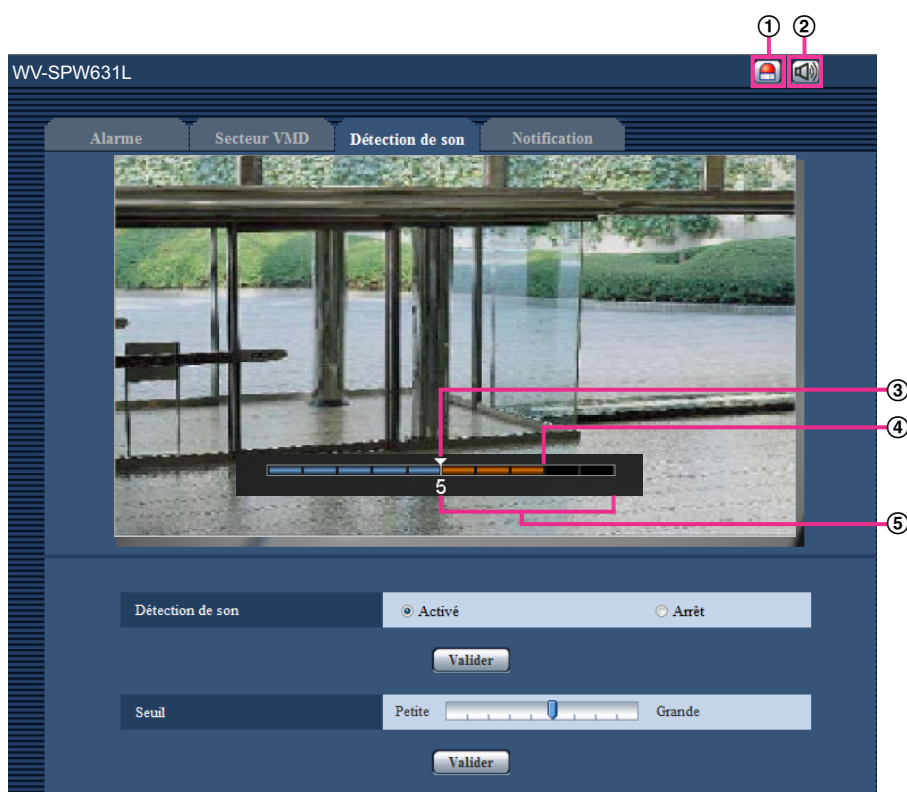 ① ②
WV-SPW631L
Alarme Secteur VMD Détection de son Notification
③
④
5
⑤
Détection de son Activé Arrêt
Valider
Seuil Petite Grande
Valider